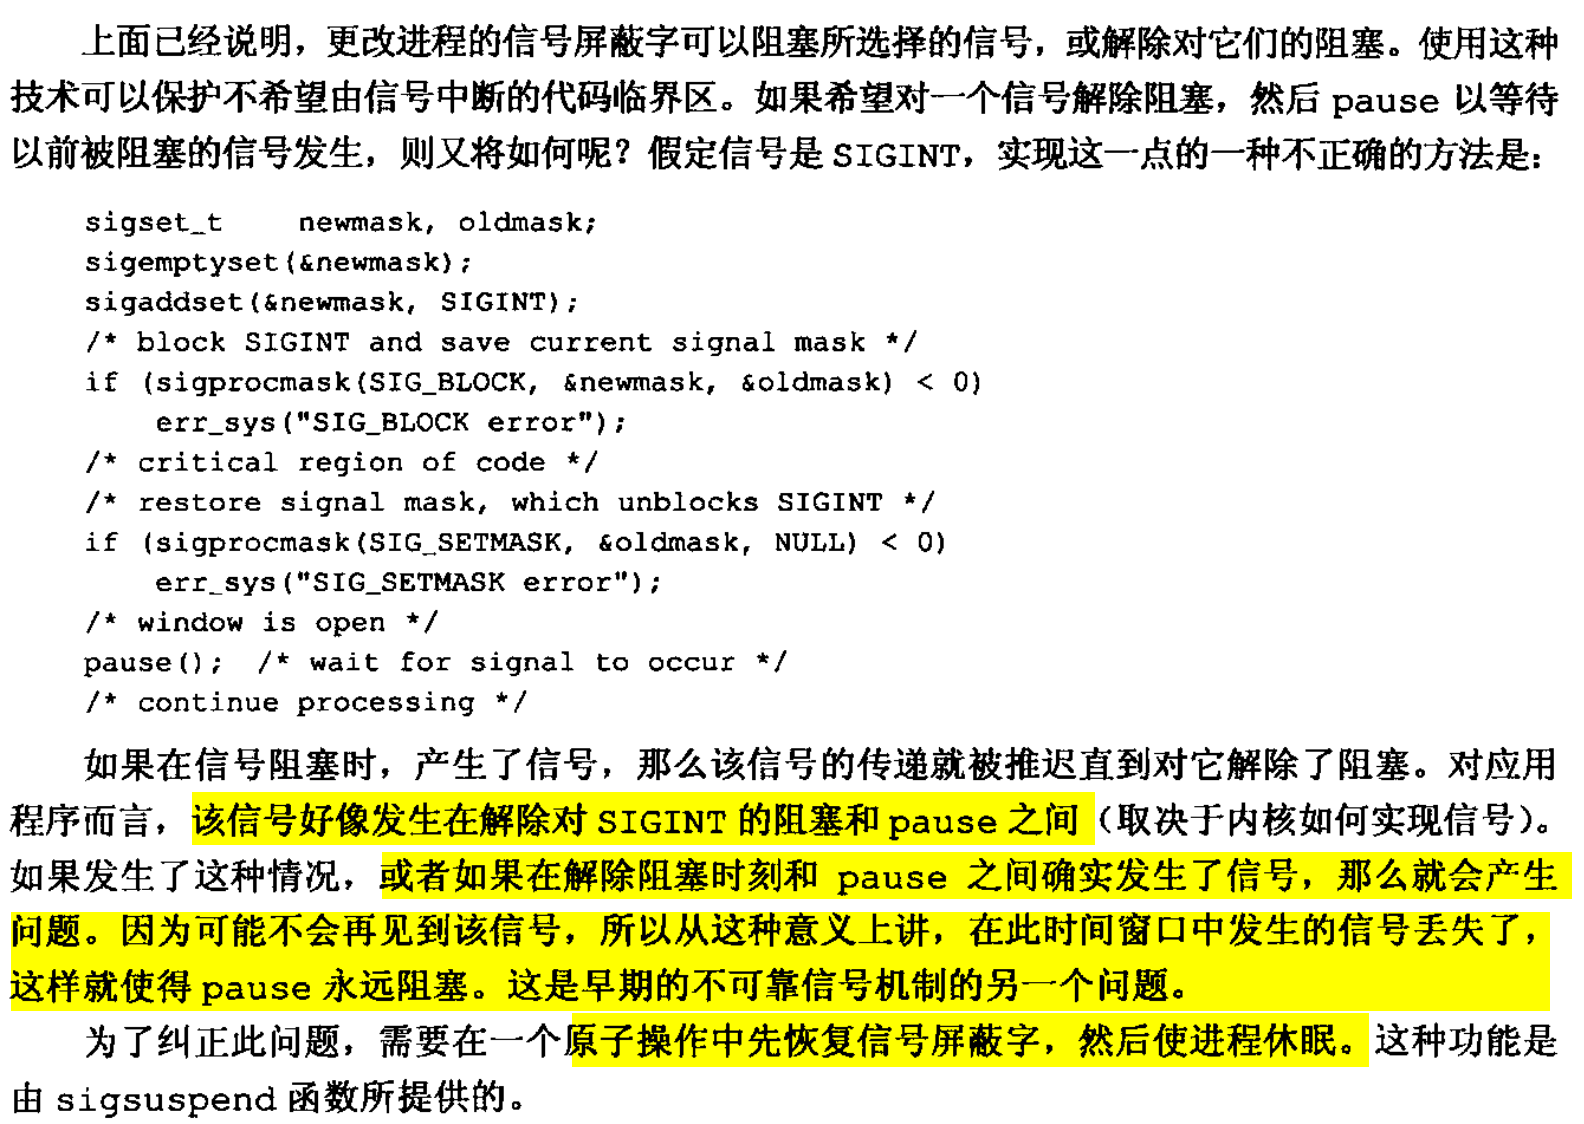 上面已经说明，更改进程的信号屏蔽字可以阻塞所选择的信号，或解除对它们的阻塞。使用这种
技术可以保护不希望由信号中断的代码临界区。如果希望对一个信号解除阻塞，然后 pause 以等待
以前被阻塞的信号发生，则又将如何呢？假定信号是 SIGINT，实现这一点的一种不正确的方法是：
sigset_t    newmask, oldmask;
sigemptyset(&newmask);
sigaddset(&newmask, SIGINT);
/* block SIGINT and save current signal mask */
if (sigprocmask(SIG_BLOCK, &newmask, &oldmask) < 0)
    err_sys("SIG_BLOCK error");
/* critical region of code */
/* restore signal mask, which unblocks SIGINT */
if (sigprocmask(SIG_SETMASK, &oldmask, NULL) < 0)
    err_sys("SIG_SETMASK error");
/* window is open */
pause();  /* wait for signal to occur */
/* continue processing */
如果在信号阻塞时，产生了信号，那么该信号的传递就被推迟直到对它解除了阻塞。对应用
程序而言，该信号好像发生在解除对 SIGINT 的阻塞和 pause 之间（取决于内核如何实现信号）。
如果发生了这种情况，或者如果在解除阻塞时刻和 pause 之间确实发生了信号，那么就会产生
问题。因为可能不会再见到该信号，所以从这种意义上讲，在此时间窗口中发生的信号丢失了，
这样就使得 pause 永远阻塞。这是早期的不可靠信号机制的另一个问题。
为了纠正此问题，需要在一个原子操作中先恢复信号屏蔽字，然后使进程休眠。这种功能是
由 sigsuspend 函数所提供的。